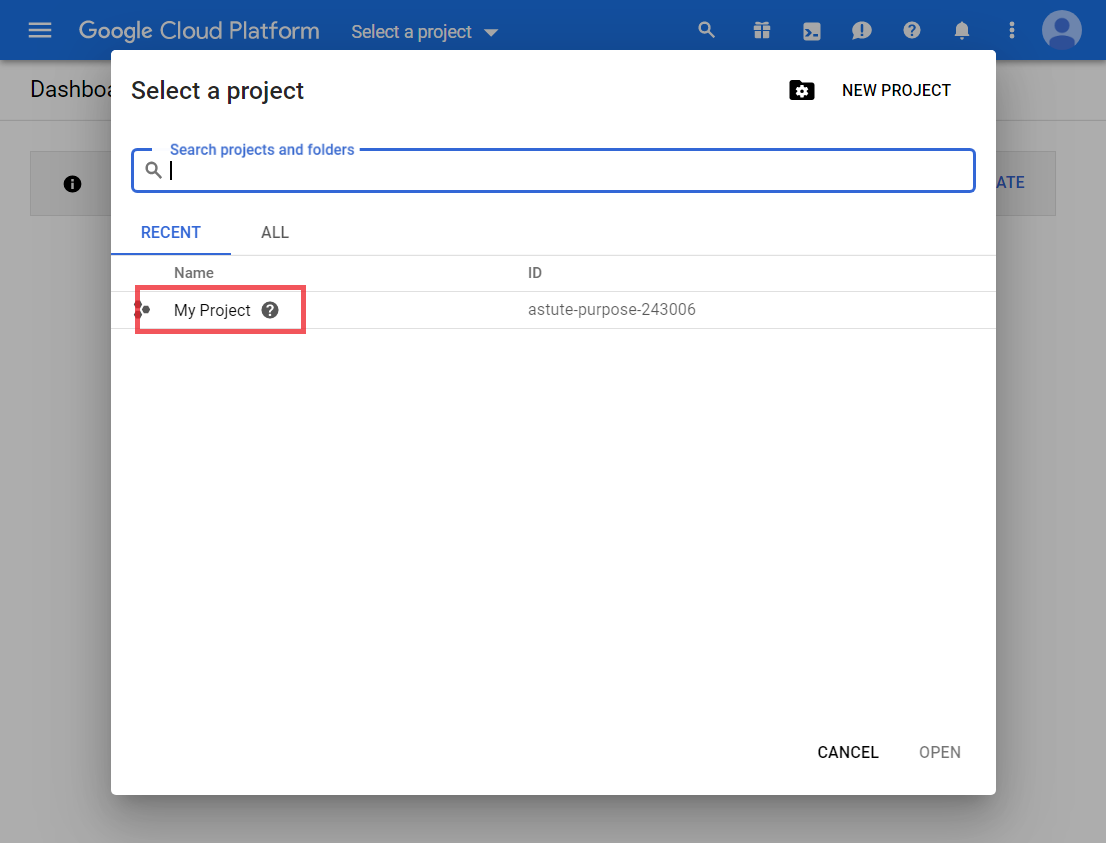 Google Cloud Platform Select a project
Dashboa
Select a project
NEW PROJECT
Search projects and folders
ATE
RECENT ALL
Name ID
My Project astute-purpose-243006
CANCEL OPEN